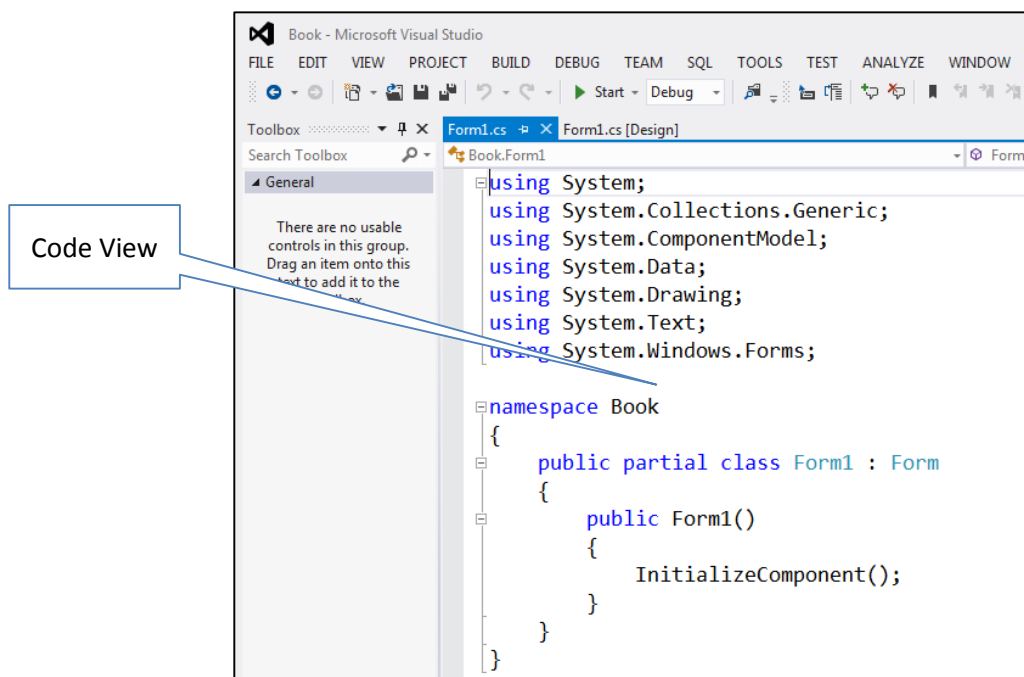 Book - Microsoft Visual Studio
FILE EDIT VIEW PROJECT BUILD DEBUG TEAM SQL TOOLS TEST ANALYZE WINDOW
Start Debug
Toolbox
Form1.cs Form1.cs [Design]
Search Toolbox
Book.Form1
Form
General
There are no usable
controls in this group.
Drag an item onto this
text to add it to the
Code View
using System;
using System.Collections.Generic;
using System.ComponentModel;
using System.Data;
using System.Drawing;
using System.Text;
using System.Windows.Forms;
namespace Book
{
public partial class Form1 : Form
{
public Form1()
{
InitializeComponent();
}
}
}